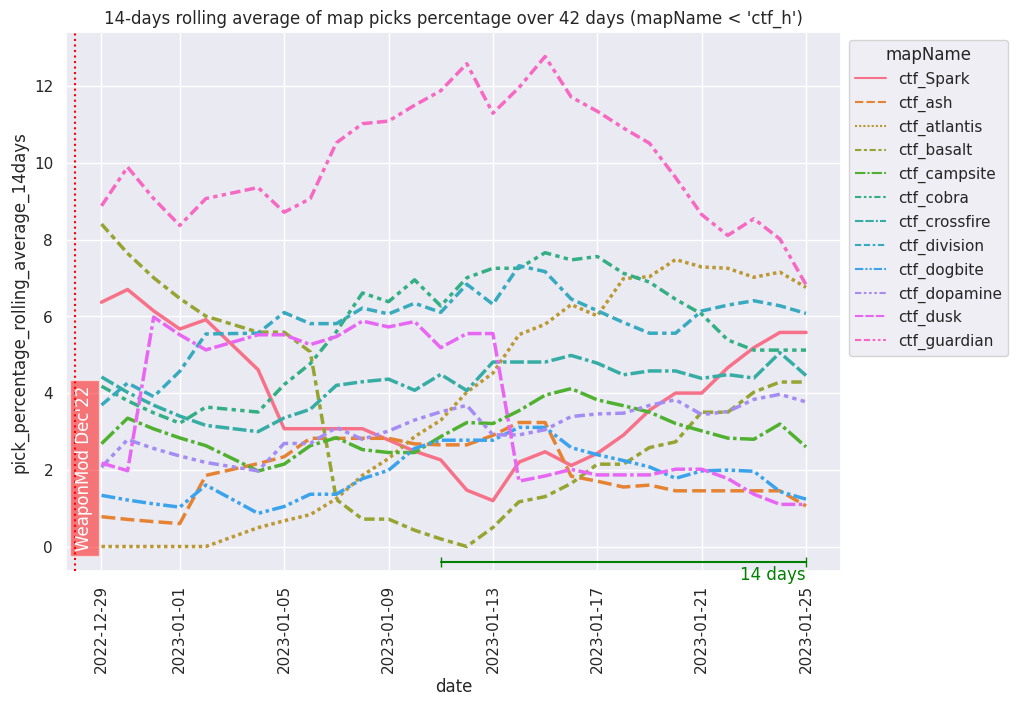 14-days rolling average of map picks percentage over 42 days (mapName < 'ctf_h')
pick_percentage_rolling_average_14days
12
10
8
6
4
2
0
WeaponMod Dec'22
14 days
2022-12-29
2023-01-01
2023-01-05
2023-01-09
2023-01-13
2023-01-17
2023-01-21
2023-01-25
date
mapName
ctf_Spark
ctf_ash
ctf_atlantis
ctf_basalt
ctf_campsite
ctf_cobra
ctf_crossfire
ctf_division
ctf_dogbite
ctf_dopamine
ctf_dusk
ctf_guardian